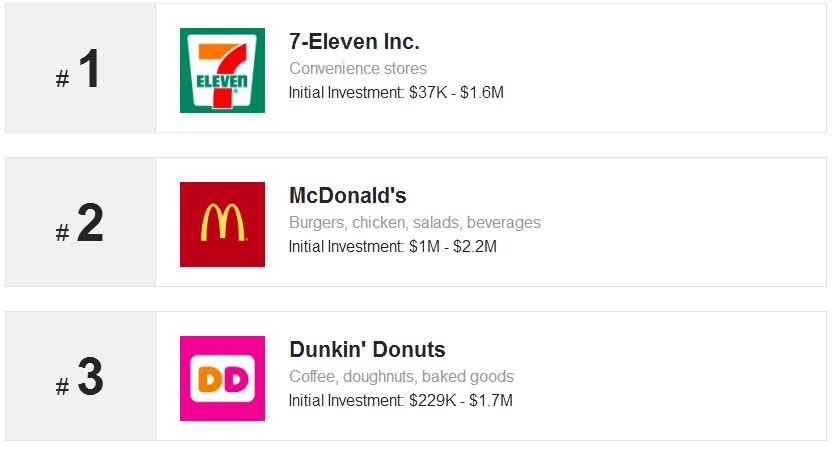 # 1
7
ELEVEN
7-Eleven Inc.
Convenience stores
Initial Investment: $37K - $1.6M
# 2
M
McDonald's
Burgers, chicken, salads, beverages
Initial Investment: $1M - $2.2M
# 3
DD
Dunkin' Donuts
Coffee, doughnuts, baked goods
Initial Investment: $229K - $1.7M